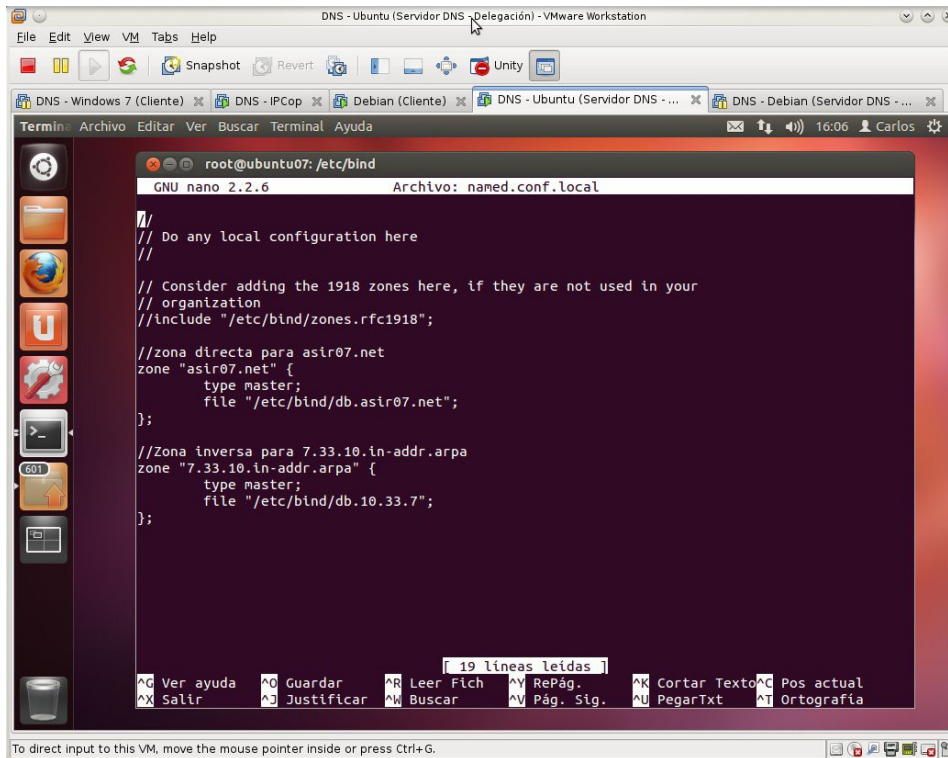 DNS - Ubuntu (Servidor DNS - Delegación) - VMware Workstation
File Edit View VM Tabs Help
Snapshot Revert Unity
DNS - Windows 7 (Cliente) DNS - IPCop Debian (Cliente) DNS - Ubuntu (Servidor DNS - ... DNS - Debian (Servidor DNS - ...
Termina Archivo Editar Ver Buscar Terminal Ayuda 16:06 Carlos
root@ubuntu07: /etc/bind
GNU nano 2.2.6 Archivo: named.conf.local
//
// Do any local configuration here
//
// Consider adding the 1918 zones here, if they are not used in your
// organization
//include "/etc/bind/zones.rfc1918";
//zona directa para asir07.net
zone "asir07.net" {
type master;
file "/etc/bind/db.asir07.net";
};
//Zona inversa para 7.33.10.in-addr.arpa
zone "7.33.10.in-addr.arpa" {
type master;
file "/etc/bind/db.10.33.7";
};
601
[ 19 líneas leídas ]
^G Ver ayuda ^O Guardar ^R Leer Fich ^Y RePág. ^K Cortar Texto ^C Pos actual
^X Salir ^J Justificar ^W Buscar ^V Pág. Sig. ^U PegarTxt ^T Ortografía
To direct input to this VM, move the mouse pointer inside or press Ctrl+G.